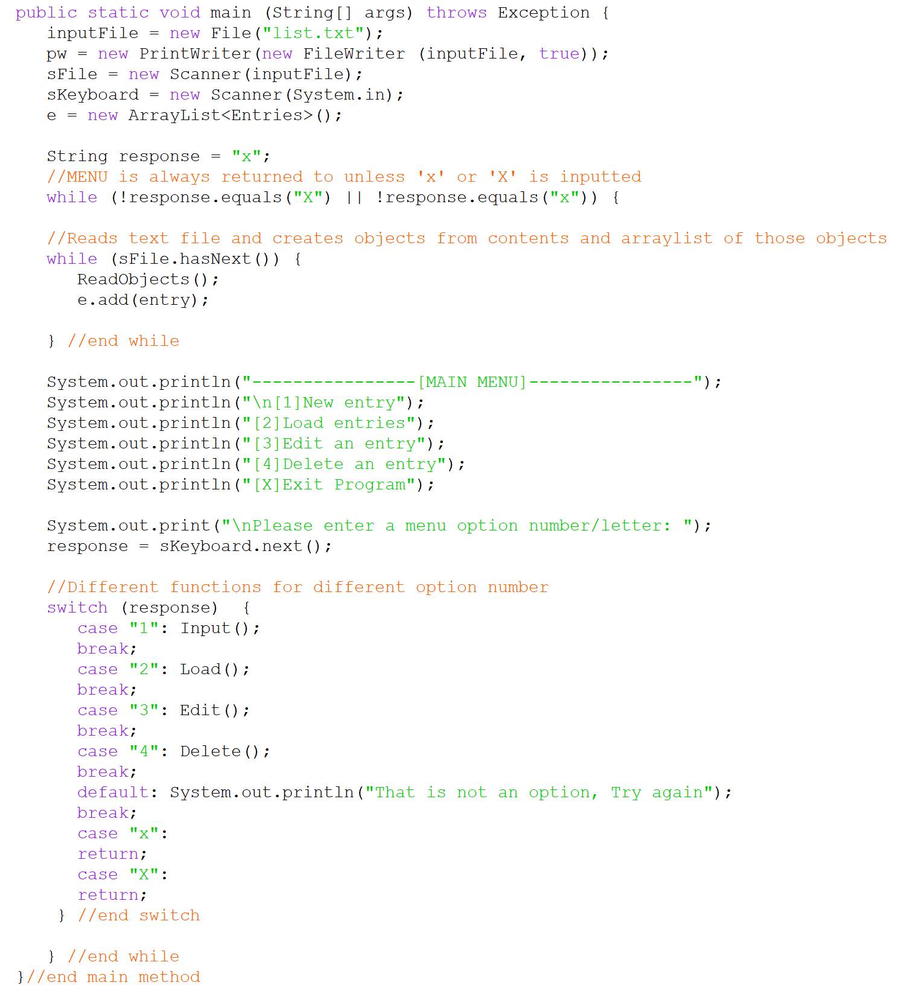 public static void main (String[] args) throws Exception {
   inputFile = new File("list.txt");
   pw = new PrintWriter(new FileWriter (inputFile, true));
   sFile = new Scanner(inputFile);
   sKeyboard = new Scanner(System.in);
   e = new ArrayList<Entries>();

   String response = "x";
   //MENU is always returned to unless 'x' or 'X' is inputted
   while (!response.equals("X") || !response.equals("x")) {

   //Reads text file and creates objects from contents and arraylist of those objects
   while (sFile.hasNext()) {
      ReadObjects();
      e.add(entry);

   } //end while

   System.out.println("----------------[MAIN MENU]----------------");
   System.out.println("\n[1]New entry");
   System.out.println("[2]Load entries");
   System.out.println("[3]Edit an entry");
   System.out.println("[4]Delete an entry");
   System.out.println("[X]Exit Program");

   System.out.print("\nPlease enter a menu option number/letter: ");
   response = sKeyboard.next();

   //Different functions for different option number
   switch (response)  {
      case "1": Input();
      break;
      case "2": Load();
      break;
      case "3": Edit();
      break;
      case "4": Delete();
      break;
      default: System.out.println("That is not an option, Try again");
      break;
      case "x":
      return;
      case "X":
      return;
    } //end switch

   } //end while
}//end main method